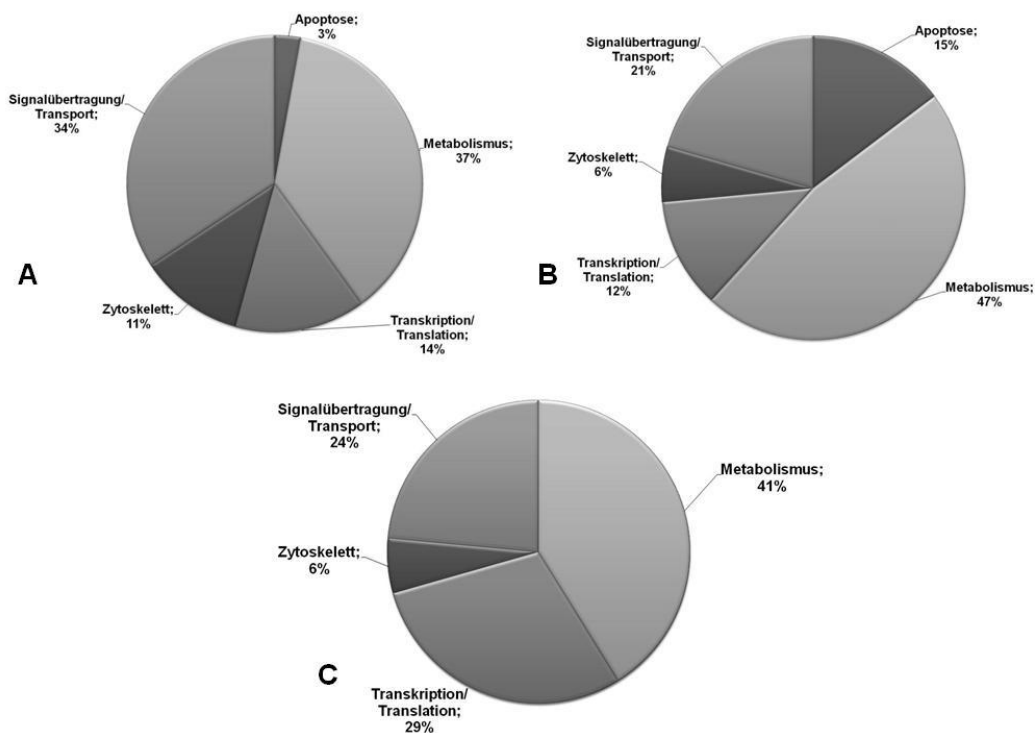 Apoptose;
3%
Signalübertragung/
Transport;
34%
Metabolismus;
37%
A
Zytoskelett;
11%
Transkription/
Translation;
14%
Apoptose;
15%
Signalübertragung/
Transport;
21%
Zytoskelett;
6%
Transkription/
Translation;
12%
B
Metabolismus;
47%
Signalübertragung/
Transport;
24%
Metabolismus;
41%
Zytoskelett;
6%
C
Transkription/
Translation;
29%